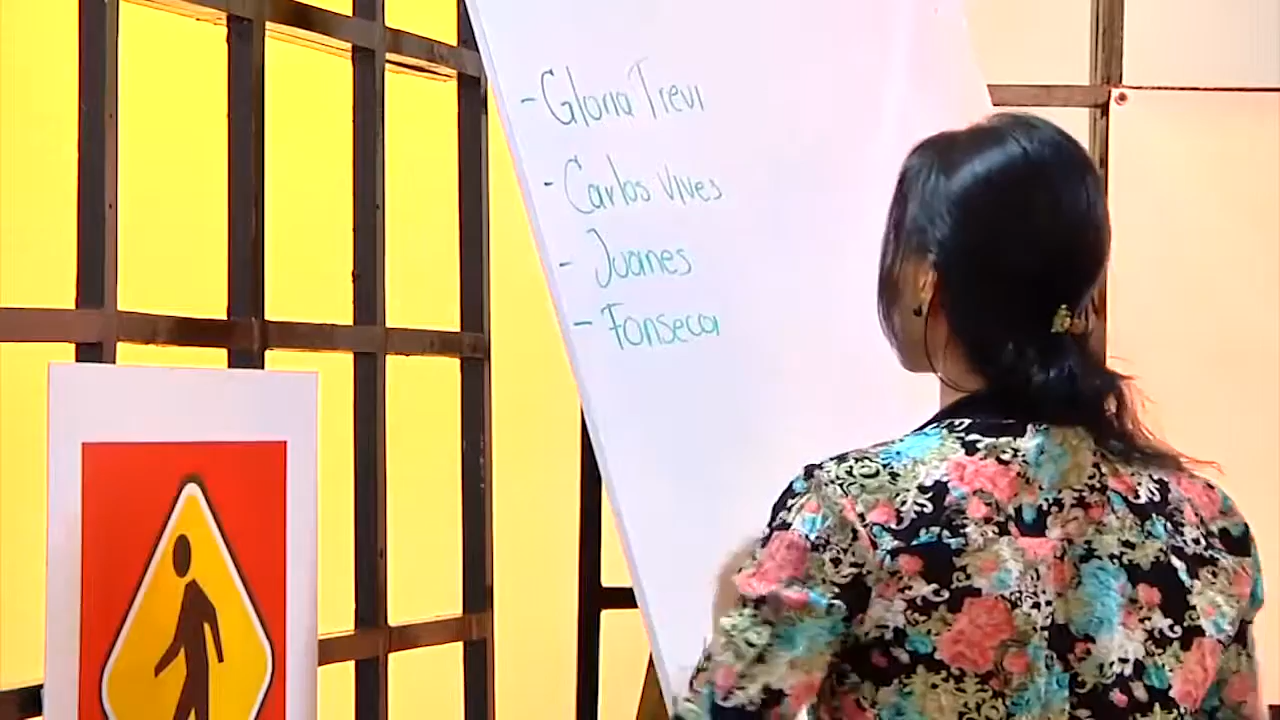 - Gloria Trevi
- Carlos Vives
- Juanes
- Fonseca